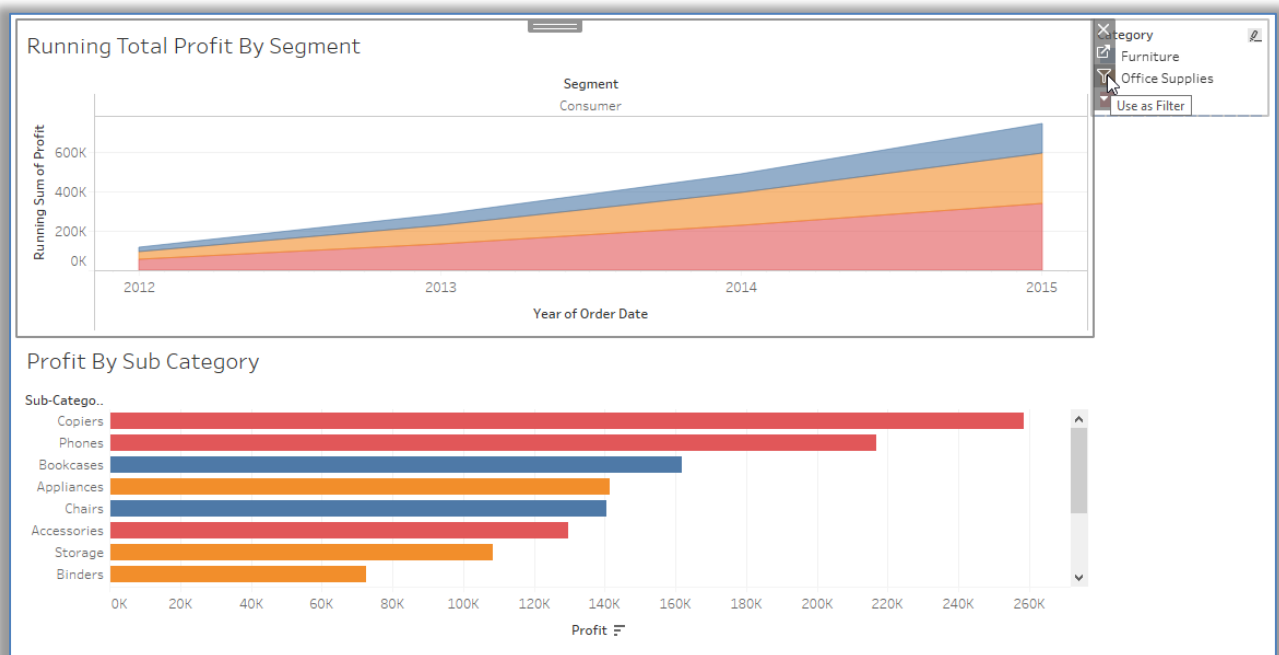 Running Total Profit By Segment
Category
Furniture
Office Supplies
Use as Filter
Segment
Consumer
Running Sum of Profit
600K
400K
200K
0K
2012 2013 2014 2015
Year of Order Date
Profit By Sub Category
Sub-Catego..
Copiers
Phones
Bookcases
Appliances
Chairs
Accessories
Storage
Binders
0K 20K 40K 60K 80K 100K 120K 140K 160K 180K 200K 220K 240K 260K
Profit